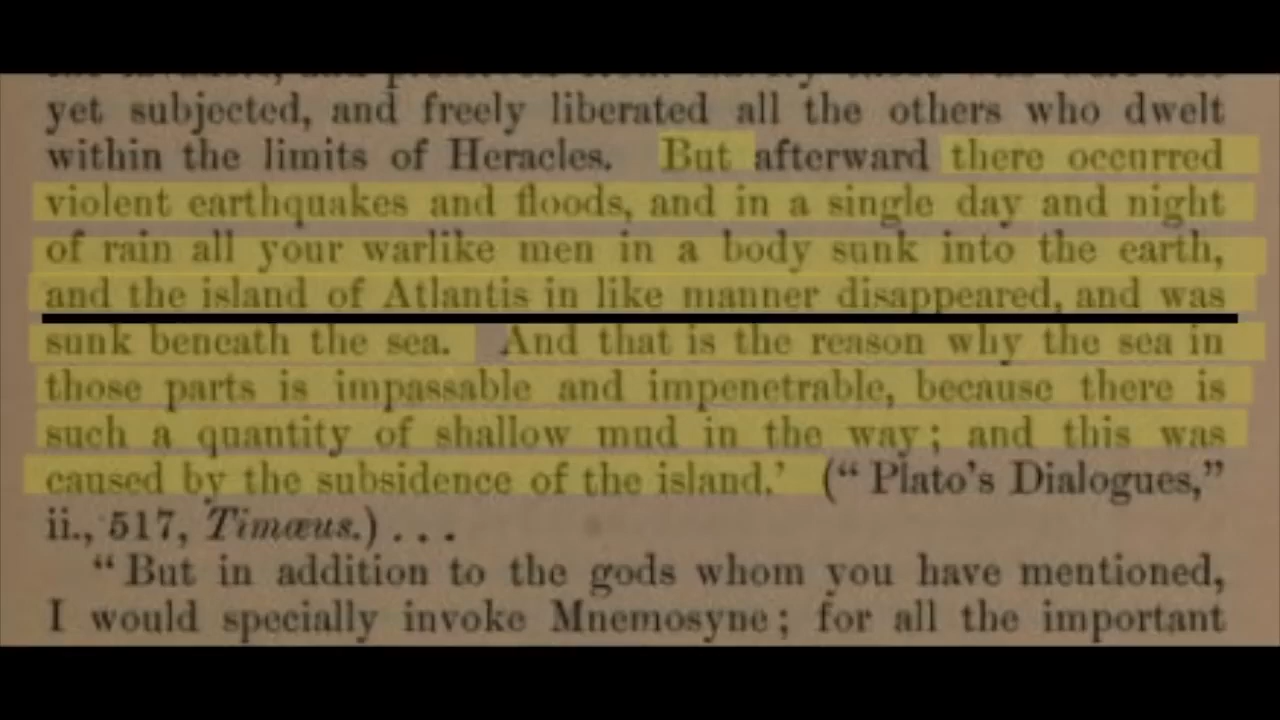 yet subjected, and freely liberated all the others who dwelt
within the limits of Heracles. But afterward there occurred
violent earthquakes and floods, and in a single day and night
of rain all your warlike men in a body sunk into the earth,
and the island of Atlantis in like manner disappeared, and was
sunk beneath the sea. And that is the reason why the sea in
those parts is impassable and impenetrable, because there is
such a quantity of shallow mud in the way; and this was
caused by the subsidence of the island.’ (“Plato’s Dialogues,”
ii., 517, Timæus.) . . .
“But in addition to the gods whom you have mentioned,
I would specially invoke Mnemosyne; for all the important